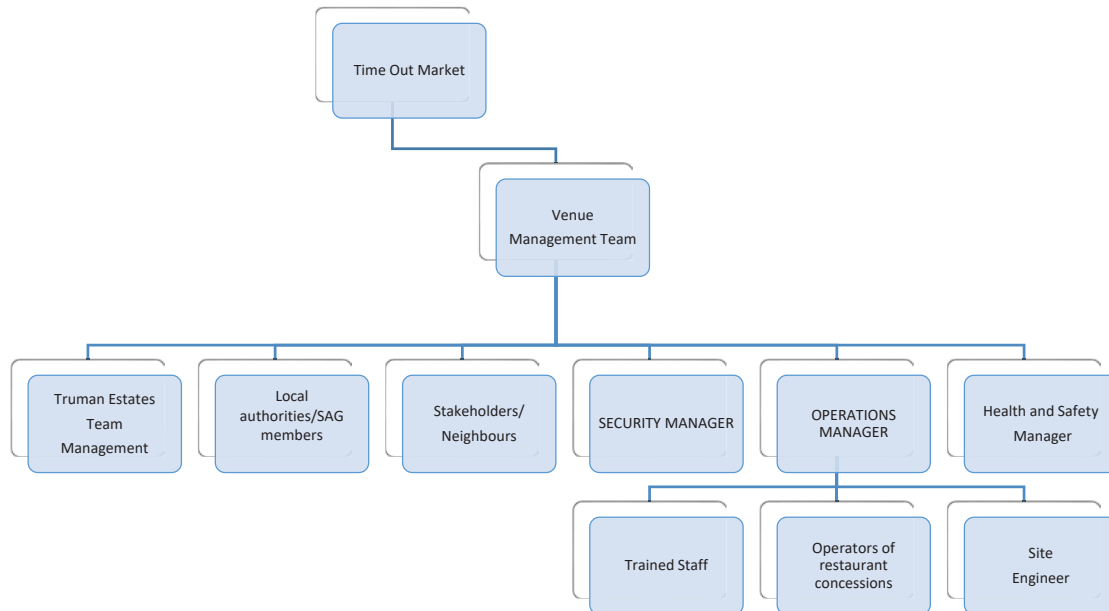 Time Out Market
Venue
Management Team
Truman Estates
Team
Management
Local
authorities/SAG
members
Stakeholders/
Neighbours
SECURITY MANAGER
OPERATIONS
MANAGER
Health and Safety
Manager
Trained Staff
Operators of
restaurant
concessions
Site
Engineer